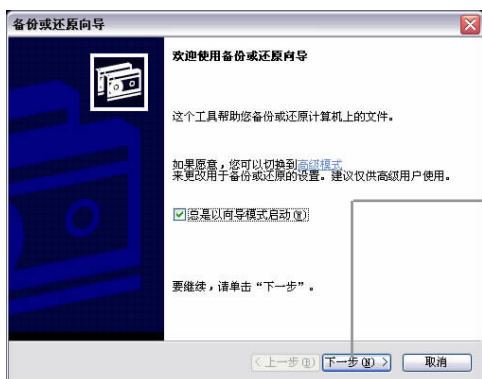 备份或还原向导
欢迎使用备份或还原向导
这个工具帮助您备份或还原计算机上的文件。
如果愿意，您可以切换到高级模式
来更改用于备份或还原的设置。建议仅供高级用户使用。
总是以向导模式启动(W)
要继续，请单击“下一步”。
<上一步(B) 下一步(N)> 取消